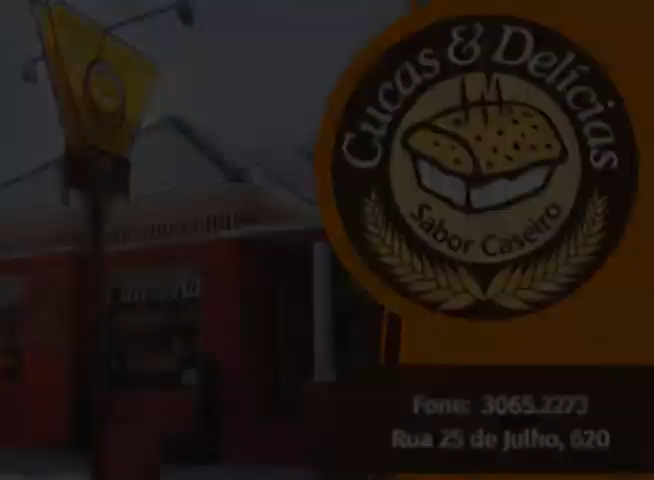 Cucas & Delícias
Sabor Caseiro
Fone: 3065.2273
Rua 25 de Julho, 620